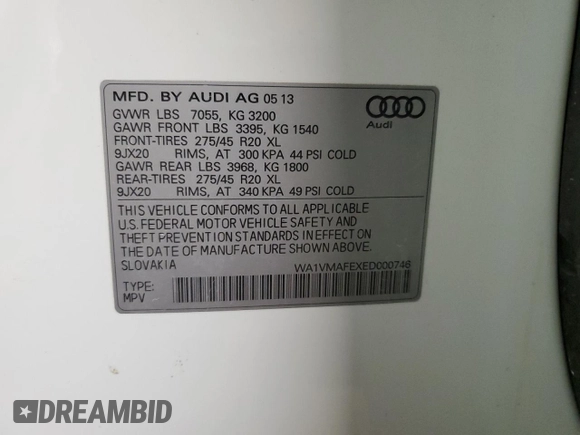 MFD. BY AUDI AG 05 13
GVWR LBS 7055, KG 3200
GAWR FRONT LBS 3395, KG 1540
FRONT-TIRES 275/45 R20 XL
9JX20 RIMS, AT 300 KPA 44 PSI COLD
GAWR REAR LBS 3968, KG 1800
REAR-TIRES 275/45 R20 XL
9JX20 RIMS, AT 340 KPA 49 PSI COLD
Audi
THIS VEHICLE CONFORMS TO ALL APPLICABLE
U.S. FEDERAL MOTOR VEHICLE SAFETY AND
THEFT PREVENTION STANDARDS IN EFFECT ON
THE DATE OF MANUFACTURE SHOWN ABOVE.
SLOVAKIA
WA1VMAFEXED000746
TYPE:
MPV
DREAMBID